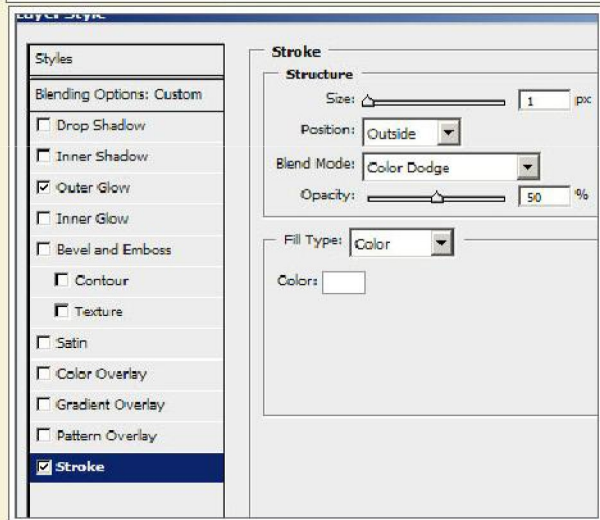 Layer Style
Styles
Blending Options: Custom
Drop Shadow
Inner Shadow
Outer Glow
Inner Glow
Bevel and Emboss
Contour
Texture
Satin
Color Overlay
Gradient Overlay
Pattern Overlay
Stroke
Stroke
Structure
Size: 1 px
Position: Outside
Blend Mode: Color Dodge
Opacity: 50 %
Fill Type: Color
Color: